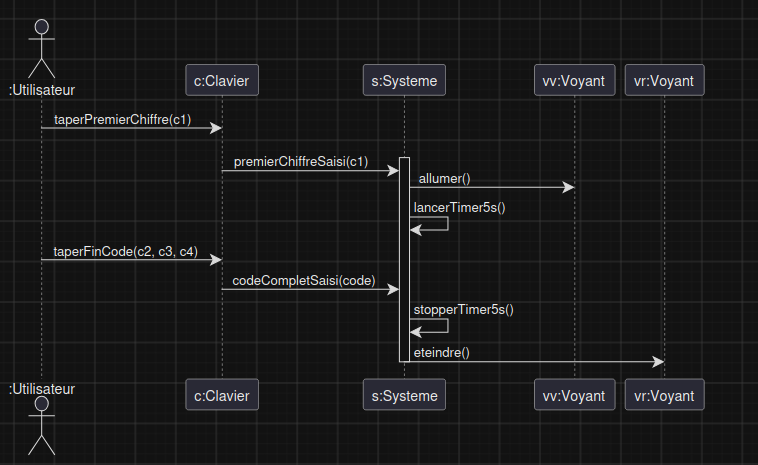 :Utilisateur
c:Clavier
s:Systeme
vv:Voyant
vr:Voyant
taperPremierChiffre(c1)
premierChiffreSaisi(c1)
allumer()
lancerTimer5s()
taperFinCode(c2, c3, c4)
codeCompletSaisi(code)
stopperTimer5s()
eteindre()
:Utilisateur
c:Clavier
s:Systeme
vv:Voyant
vr:Voyant